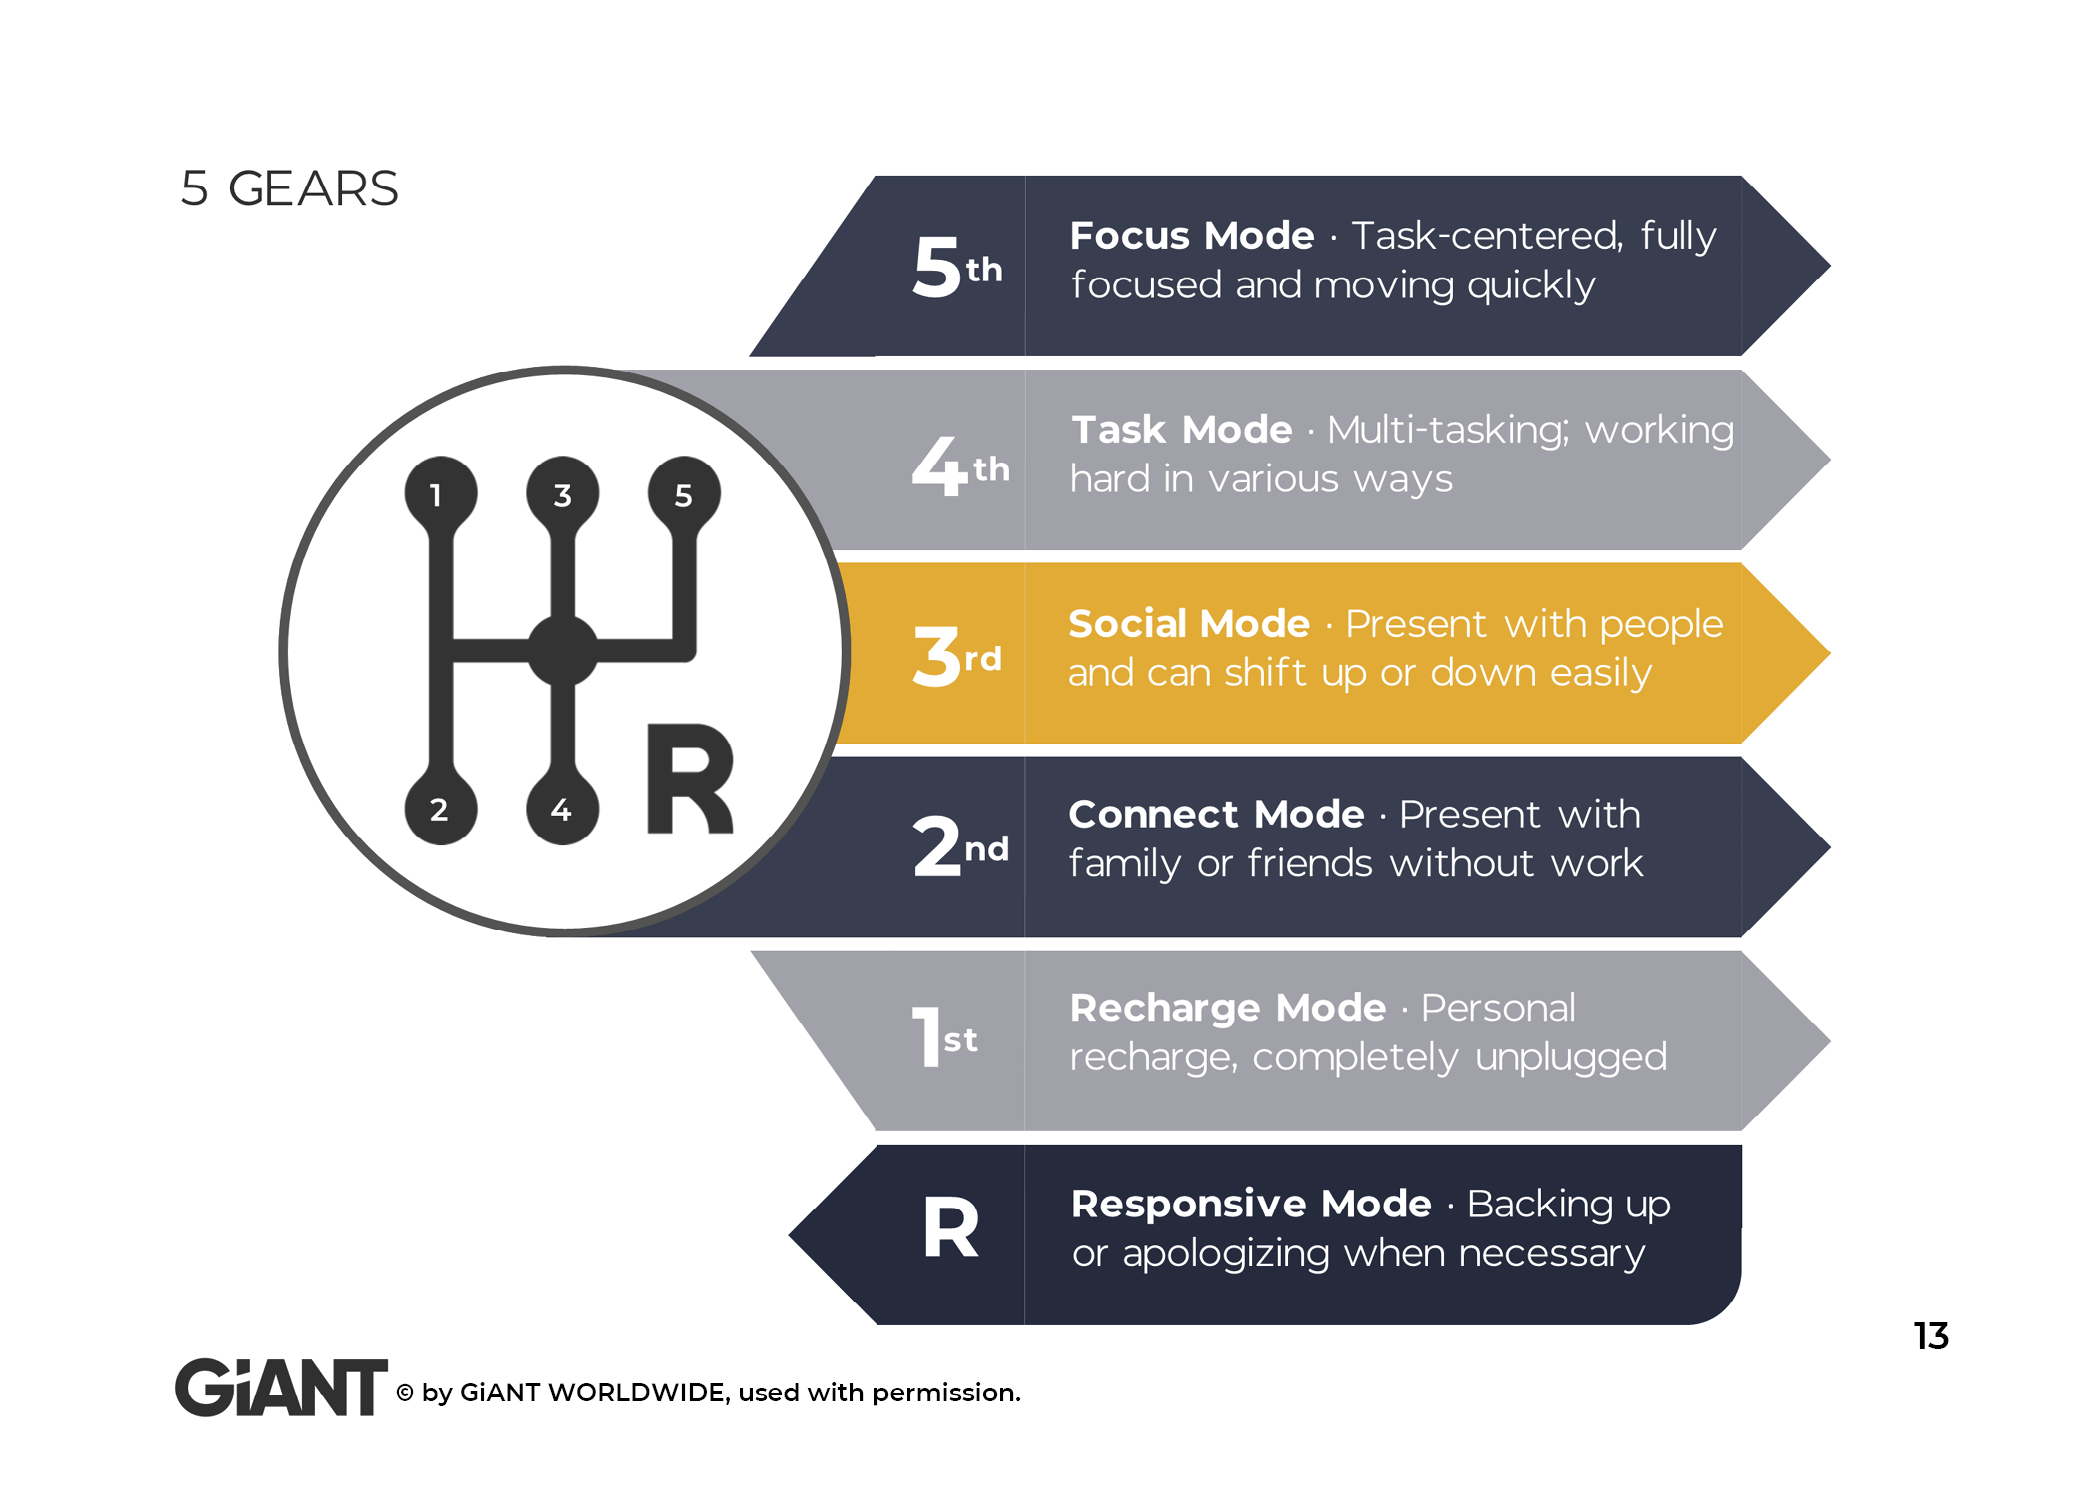 5 GEARS
5th
Focus Mode · Task-centered, fully
focused and moving quickly
4th
Task Mode · Multi-tasking; working
hard in various ways
1 3 5
3rd
Social Mode · Present with people
and can shift up or down easily
R
2 4
2nd
Connect Mode · Present with
family or friends without work
1st
Recharge Mode · Personal
recharge, completely unplugged
R
Responsive Mode · Backing up
or apologizing when necessary
13
GiANT © by GiANT WORLDWIDE, used with permission.